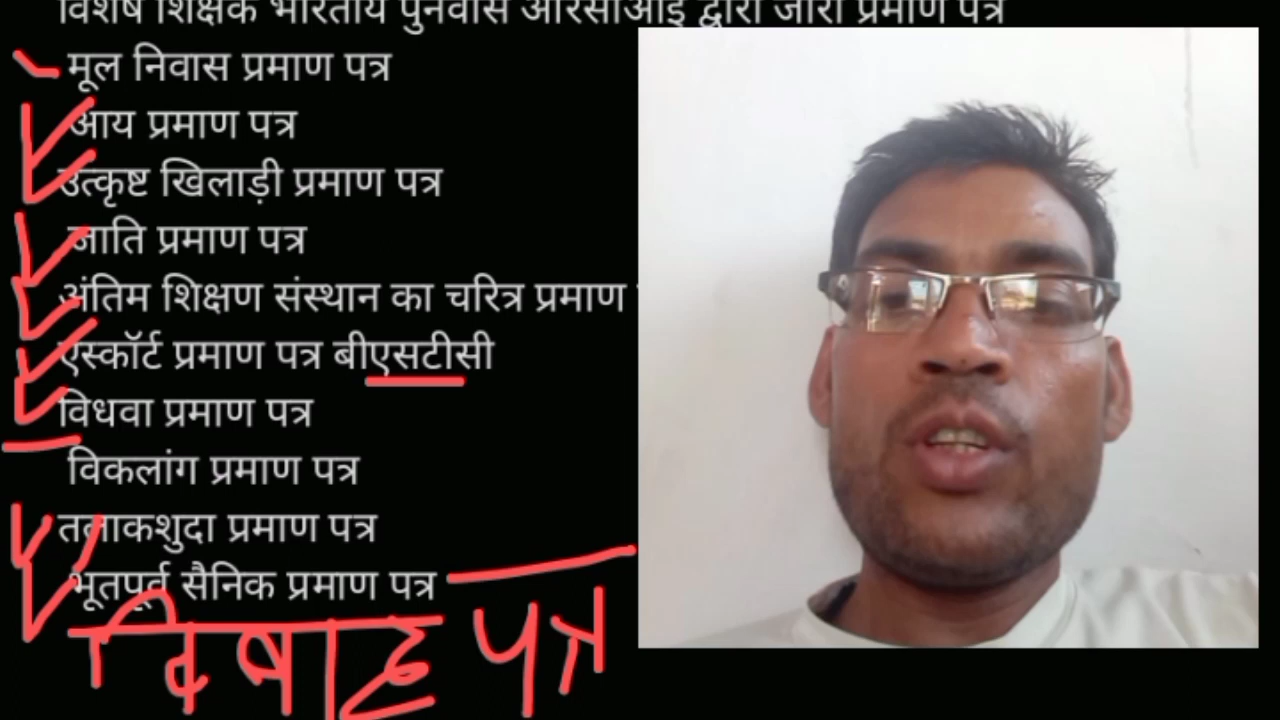 विशेष शिक्षक भारतीय पुनर्वास आरसीआई द्वारा जारी प्रमाण पत्र
मूल निवास प्रमाण पत्र
आय प्रमाण पत्र
उत्कृष्ट खिलाड़ी प्रमाण पत्र
जाति प्रमाण पत्र
अंतिम शिक्षण संस्थान का चरित्र प्रमाण
एस्कॉर्ट प्रमाण पत्र बीएसटीसी
विधवा प्रमाण पत्र
विकलांग प्रमाण पत्र
तलाकशुदा प्रमाण पत्र
भूतपूर्व सैनिक प्रमाण पत्र
विवाह पत्र